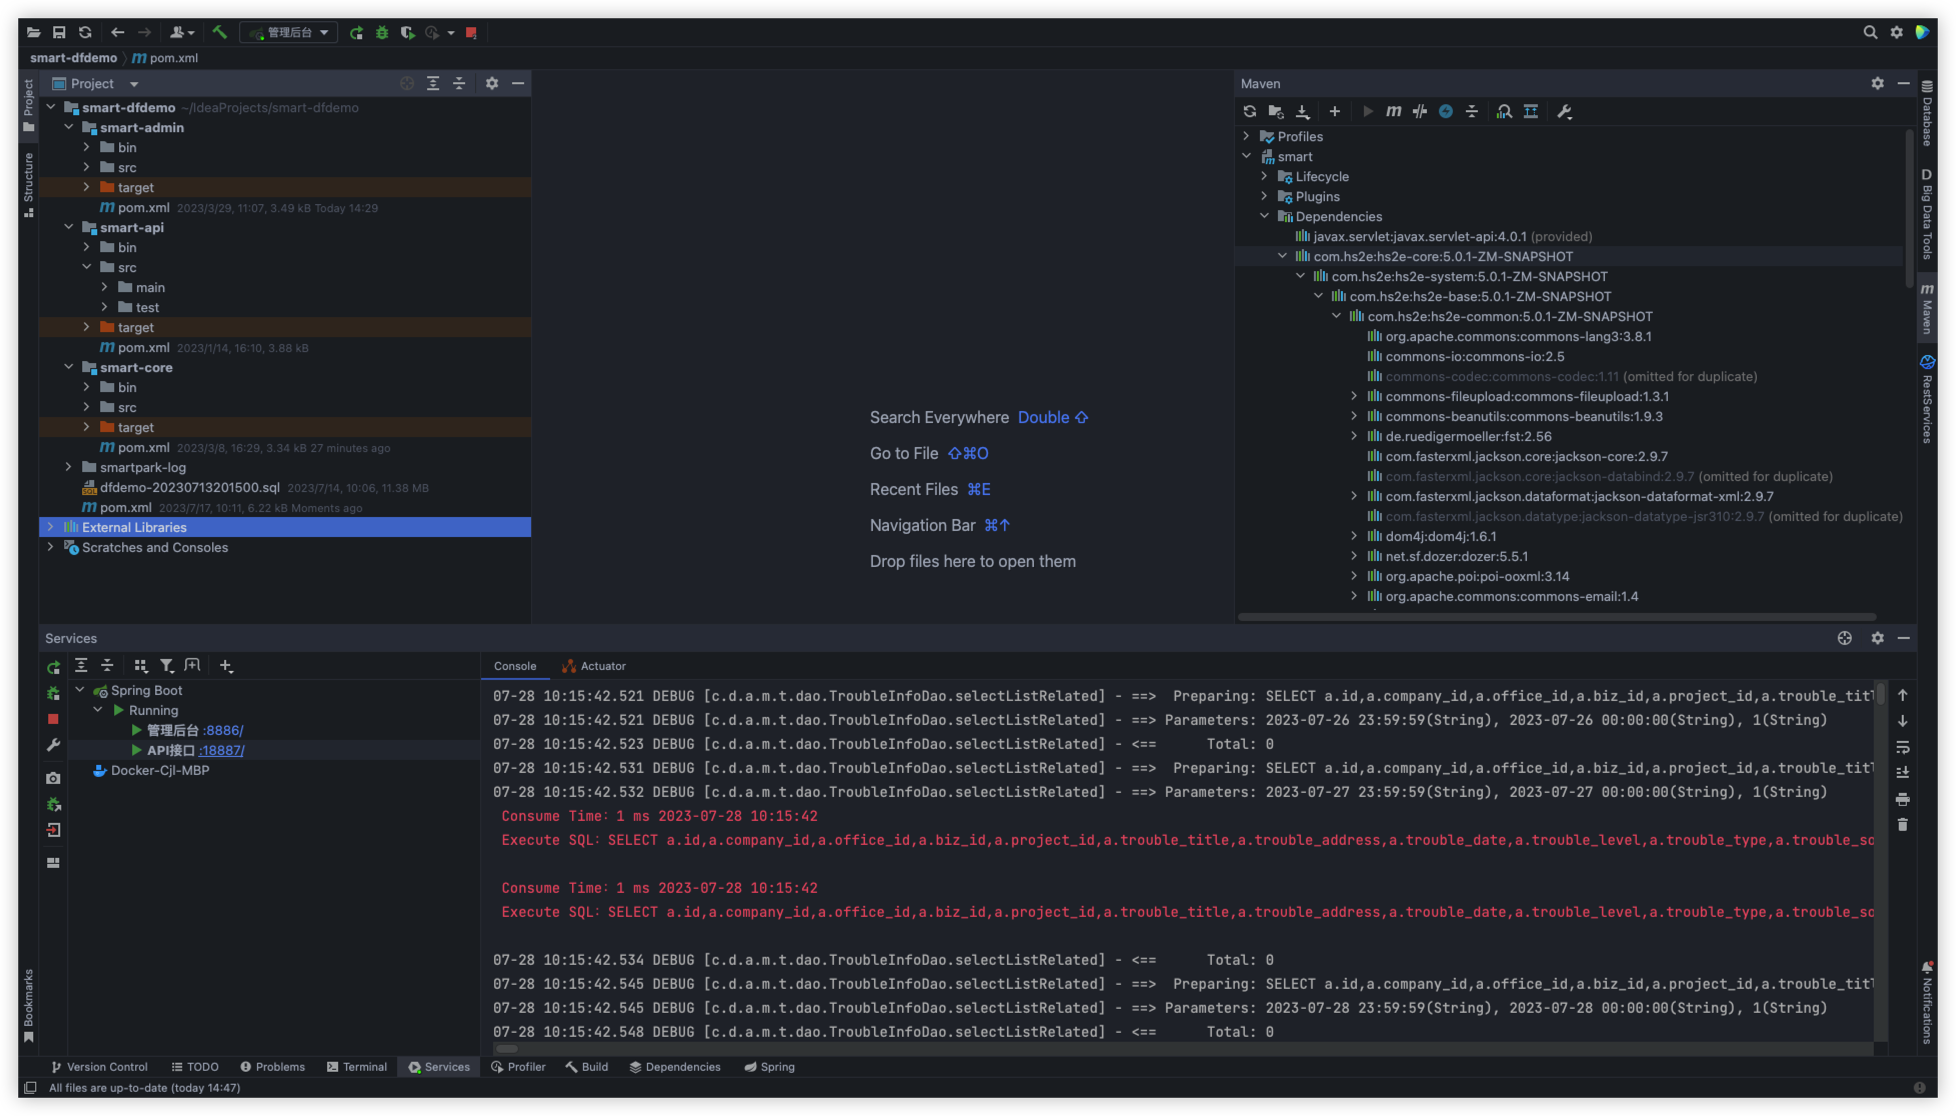 管理后台
smart-dfdemo
pom.xml
Project
smart-dfdemo ~/IdeaProjects/smart-dfdemo
smart-admin
bin
src
target
pom.xml 2023/3/29, 11:07, 3.49 kB Today 14:29
smart-api
bin
src
main
test
target
pom.xml 2023/1/14, 16:10, 3.88 kB
smart-core
bin
src
target
pom.xml 2023/3/8, 16:29, 3.34 kB 27 minutes ago
smartpark-log
dfdemo-20230713201500.sql 2023/7/14, 10:06, 11.38 MB
pom.xml 2023/7/17, 10:11, 6.22 kB Moments ago
External Libraries
Scratches and Consoles
Project
Structure
Bookmarks
Search Everywhere Double ⇧
Go to File ⇧⌘O
Recent Files ⌘E
Navigation Bar ⌘↑
Drop files here to open them
Maven
Profiles
smart
Lifecycle
Plugins
Dependencies
javax.servlet:javax.servlet-api:4.0.1 (provided)
com.hs2e:hs2e-core:5.0.1-ZM-SNAPSHOT
com.hs2e:hs2e-system:5.0.1-ZM-SNAPSHOT
com.hs2e:hs2e-base:5.0.1-ZM-SNAPSHOT
com.hs2e:hs2e-common:5.0.1-ZM-SNAPSHOT
org.apache.commons:commons-lang3:3.8.1
commons-io:commons-io:2.5
commons-codec:commons-codec:1.11 (omitted for duplicate)
commons-fileupload:commons-fileupload:1.3.1
commons-beanutils:commons-beanutils:1.9.3
de.ruedigermoeller:fst:2.56
com.fasterxml.jackson.core:jackson-core:2.9.7
com.fasterxml.jackson.core:jackson-databind:2.9.7 (omitted for duplicate)
com.fasterxml.jackson.dataformat:jackson-dataformat-xml:2.9.7
com.fasterxml.jackson.datatype:jackson-datatype-jsr310:2.9.7 (omitted for duplicate)
dom4j:dom4j:1.6.1
net.sf.dozer:dozer:5.5.1
org.apache.poi:poi-ooxml:3.14
org.apache.commons:commons-email:1.4
Database
D Big Data Tools
m Maven
RestServices
Notifications
Services
Spring Boot
Running
管理后台 :8886/
API接口 :18887/
Docker-Cjl-MBP
Console
Actuator
07-28 10:15:42.521 DEBUG [c.d.a.m.t.dao.TroubleInfoDao.selectListRelated] - ==>  Preparing: SELECT a.id,a.company_id,a.office_id,a.biz_id,a.project_id,a.trouble_titl
07-28 10:15:42.521 DEBUG [c.d.a.m.t.dao.TroubleInfoDao.selectListRelated] - ==> Parameters: 2023-07-26 23:59:59(String), 2023-07-26 00:00:00(String), 1(String)
07-28 10:15:42.523 DEBUG [c.d.a.m.t.dao.TroubleInfoDao.selectListRelated] - <==      Total: 0
07-28 10:15:42.531 DEBUG [c.d.a.m.t.dao.TroubleInfoDao.selectListRelated] - ==>  Preparing: SELECT a.id,a.company_id,a.office_id,a.biz_id,a.project_id,a.trouble_titl
07-28 10:15:42.532 DEBUG [c.d.a.m.t.dao.TroubleInfoDao.selectListRelated] - ==> Parameters: 2023-07-27 23:59:59(String), 2023-07-27 00:00:00(String), 1(String)
Consume Time：1 ms 2023-07-28 10:15:42
Execute SQL：SELECT a.id,a.company_id,a.office_id,a.biz_id,a.project_id,a.trouble_title,a.trouble_address,a.trouble_date,a.trouble_level,a.trouble_type,a.trouble_so
Consume Time：1 ms 2023-07-28 10:15:42
Execute SQL：SELECT a.id,a.company_id,a.office_id,a.biz_id,a.project_id,a.trouble_title,a.trouble_address,a.trouble_date,a.trouble_level,a.trouble_type,a.trouble_so
07-28 10:15:42.534 DEBUG [c.d.a.m.t.dao.TroubleInfoDao.selectListRelated] - <==      Total: 0
07-28 10:15:42.545 DEBUG [c.d.a.m.t.dao.TroubleInfoDao.selectListRelated] - ==>  Preparing: SELECT a.id,a.company_id,a.office_id,a.biz_id,a.project_id,a.trouble_titl
07-28 10:15:42.545 DEBUG [c.d.a.m.t.dao.TroubleInfoDao.selectListRelated] - ==> Parameters: 2023-07-28 23:59:59(String), 2023-07-28 00:00:00(String), 1(String)
07-28 10:15:42.548 DEBUG [c.d.a.m.t.dao.TroubleInfoDao.selectListRelated] - <==      Total: 0
Version Control
TODO
Problems
Terminal
Services
Profiler
Build
Dependencies
Spring
All files are up-to-date (today 14:47)